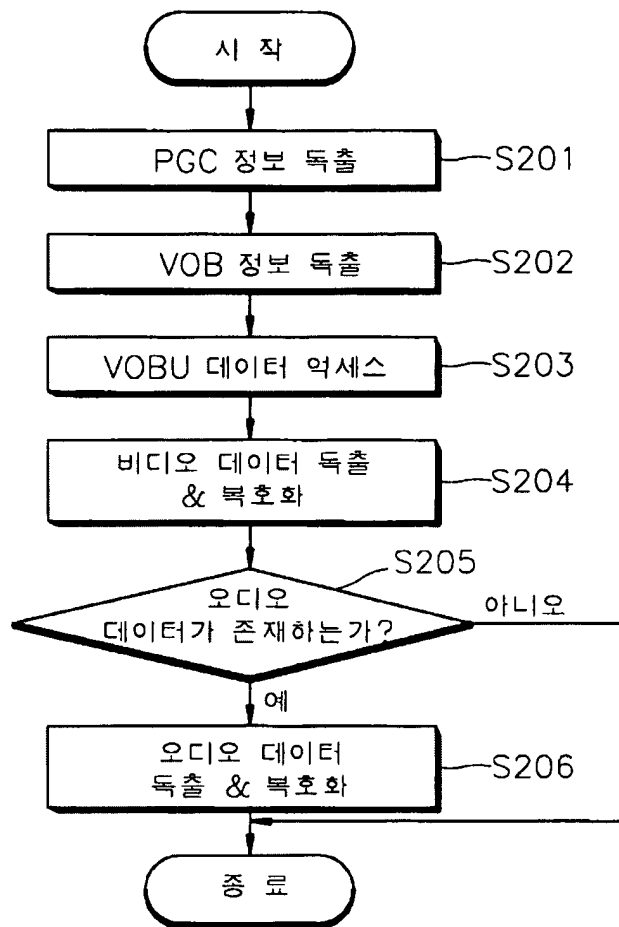 시 작
PGC 정보 독출
S201
VOB 정보 독출
S202
VOBU 데이터 억세스
S203
비디오 데이터 독출
& 복호화
S204
S205
오디오
데이터가 존재하는가?
아니오
예
오디오 데이터
독출 & 복호화
S206
종 료